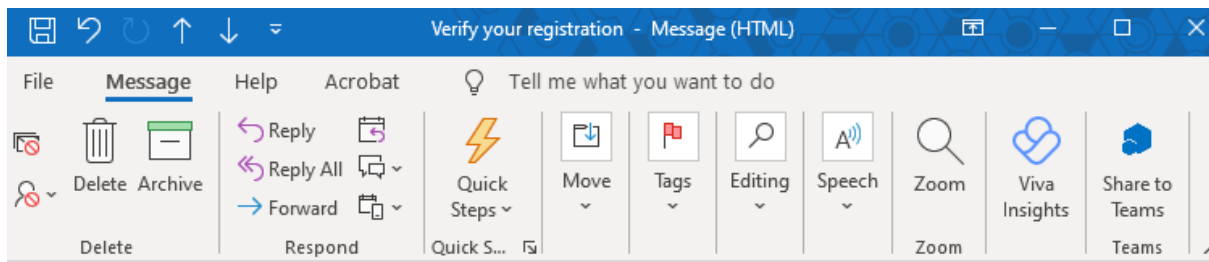 Verify your registration - Message (HTML)
File Message Help Acrobat Tell me what you want to do
Reply
Reply All
Delete Archive Forward
Quick Steps
Move Tags Editing Speech Zoom
Viva Insights
Share to Teams
Delete Respond Quick S... Zoom Teams